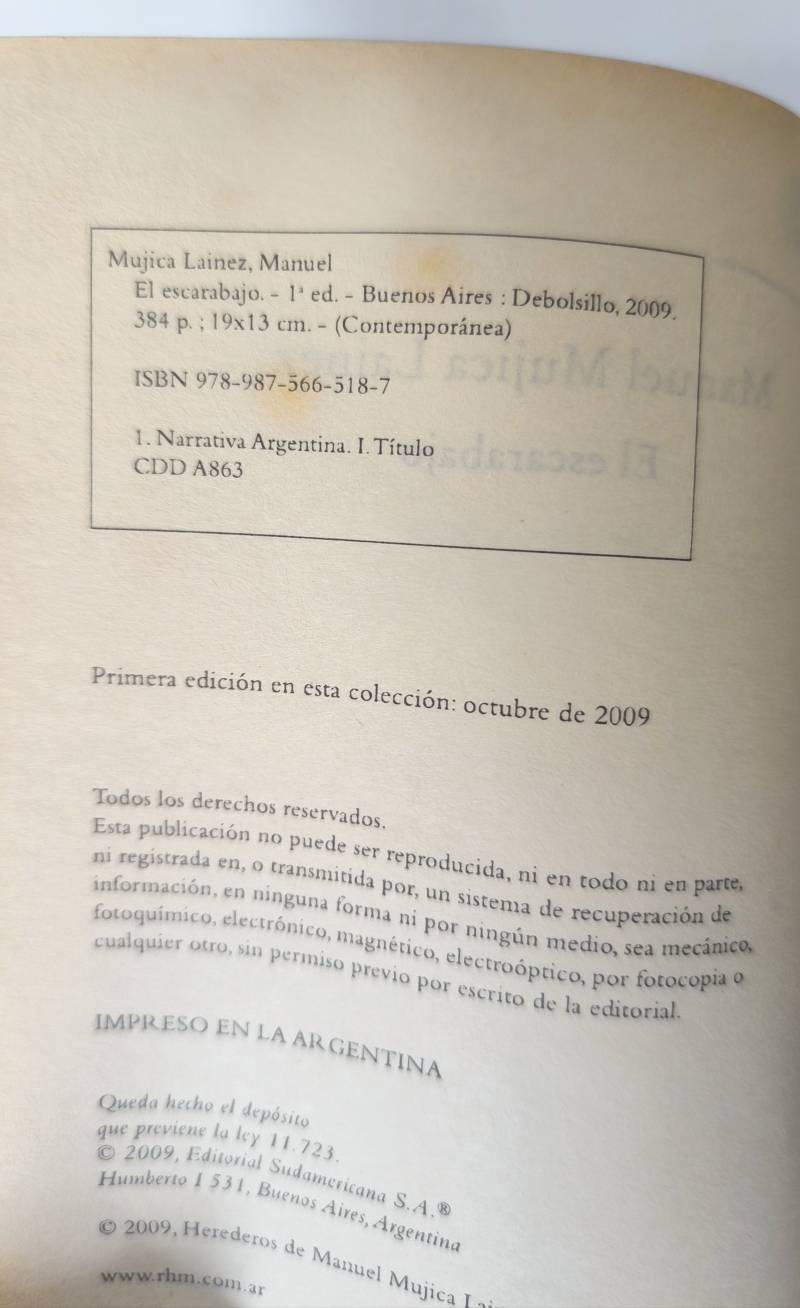 Mujica Lainez, Manuel
El escarabajo. - 1ª ed. - Buenos Aires : Debolsillo, 2009.
384 p. ; 19x13 cm. - (Contemporánea)
ISBN 978-987-566-518-7
1. Narrativa Argentina. I. Título
CDD A863
Primera edición en esta colección: octubre de 2009
Todos los derechos reservados.
Esta publicación no puede ser reproducida, ni en todo ni en parte,
ni registrada en, o transmitida por, un sistema de recuperación de
información, en ninguna forma ni por ningún medio, sea mecánico,
fotoquímico, electrónico, magnético, electroóptico, por fotocopia o
cualquier otro, sin permiso previo por escrito de la editorial.
IMPRESO EN LA ARGENTINA
Queda hecho el depósito
que previene la ley 11.723.
© 2009, Editorial Sudamericana S.A.®
Humberto I 531, Buenos Aires, Argentina
© 2009, Herederos de Manuel Mujica
www.rhm.com.ar